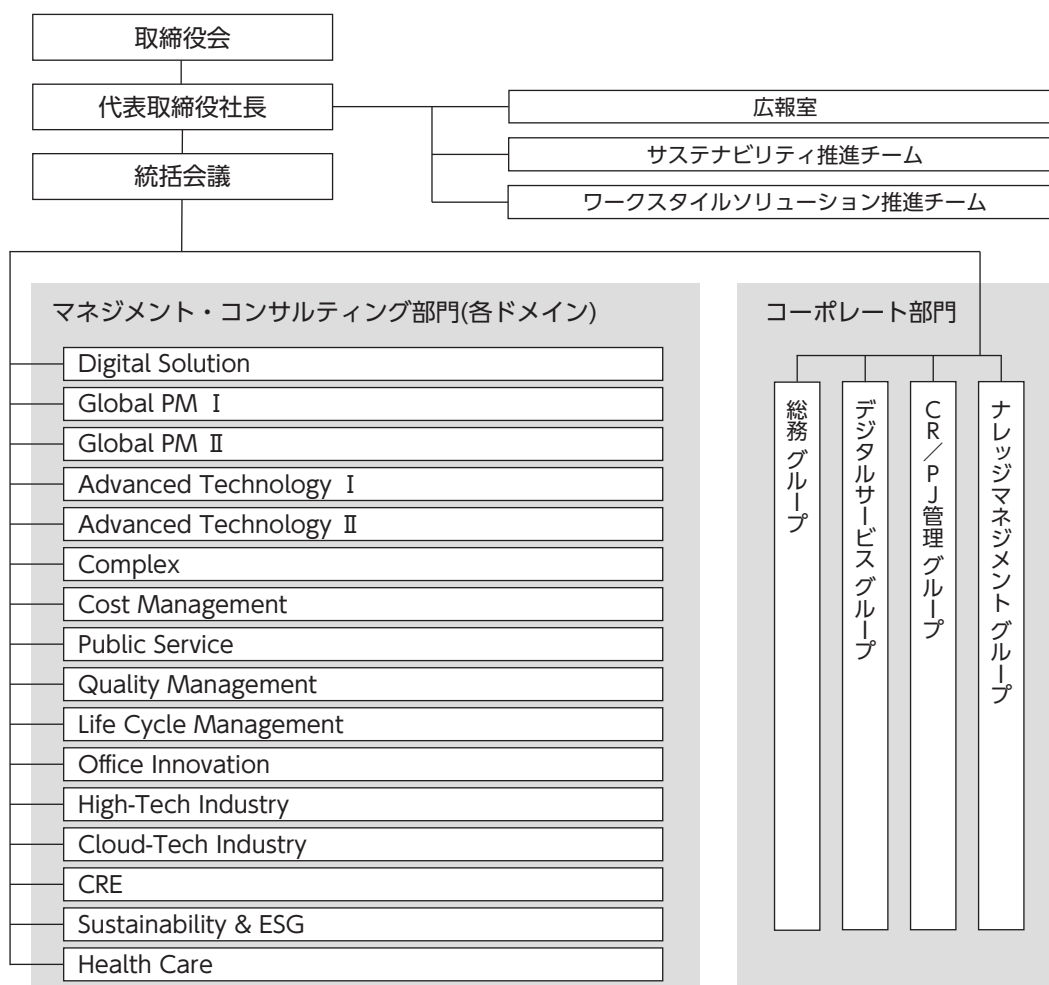 取締役会
代表取締役社長
統括会議
広報室
サステナビリティ推進チーム
ワークスタイルソリューション推進チーム
マネジメント・コンサルティング部門(各ドメイン)
Digital Solution
Global PM Ⅰ
Global PM Ⅱ
Advanced Technology Ⅰ
Advanced Technology Ⅱ
Complex
Cost Management
Public Service
Quality Management
Life Cycle Management
Office Innovation
High-Tech Industry
Cloud-Tech Industry
CRE
Sustainability & ESG
Health Care
コーポレート部門
総務 グループ
デジタルサービス グループ
CR／PJ管理 グループ
ナレッジマネジメント グループ